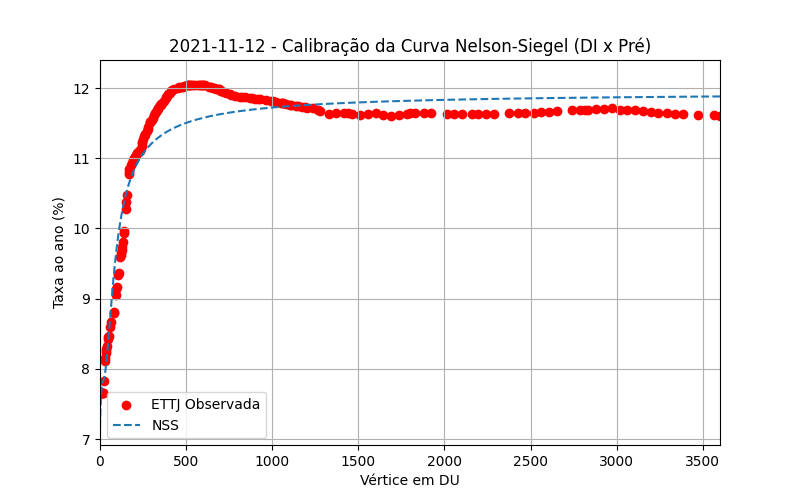 2021-11-12 - Calibração da Curva Nelson-Siegel (DI x Pré)
Taxa ao ano (%)
12
11
10
9
8
7
ETTJ Observada
NSS
0 500 1000 1500 2000 2500 3000 3500
Vértice em DU